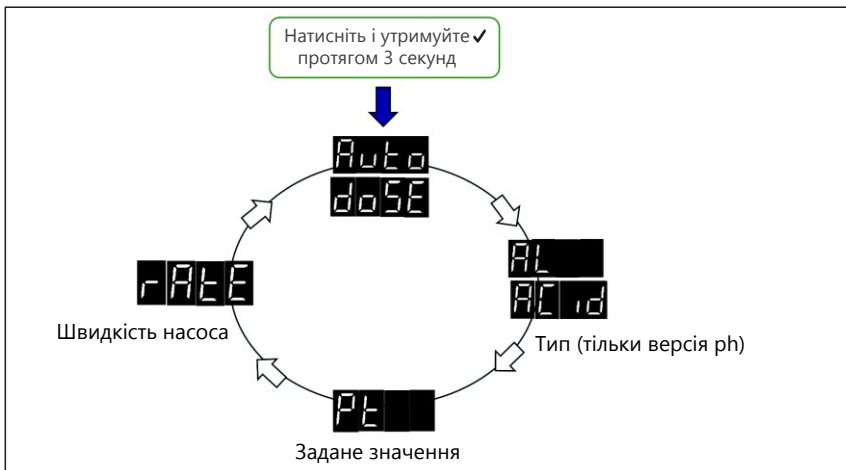 Натисніть і утримуйте ✓
протягом 3 секунд
Auto
doSE
AL
rAtE
ACid
Швидкість насоса
Тип (тільки версія ph)
Pt
Задане значення